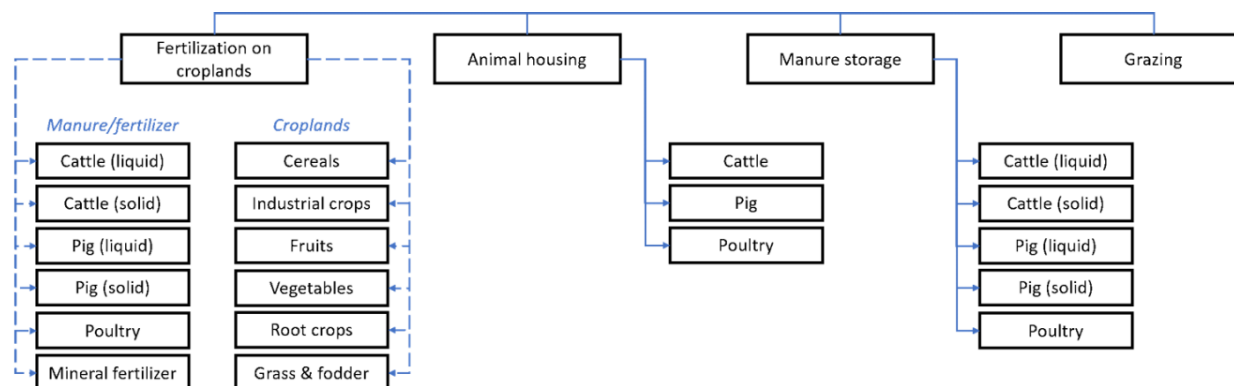 Fertilization on
croplands
Animal housing
Manure storage
Grazing
Manure/fertilizer
Croplands
Cattle (liquid)
Cattle (solid)
Pig (liquid)
Pig (solid)
Poultry
Mineral fertilizer
Cereals
Industrial crops
Fruits
Vegetables
Root crops
Grass & fodder
Cattle
Pig
Poultry
Cattle (liquid)
Cattle (solid)
Pig (liquid)
Pig (solid)
Poultry